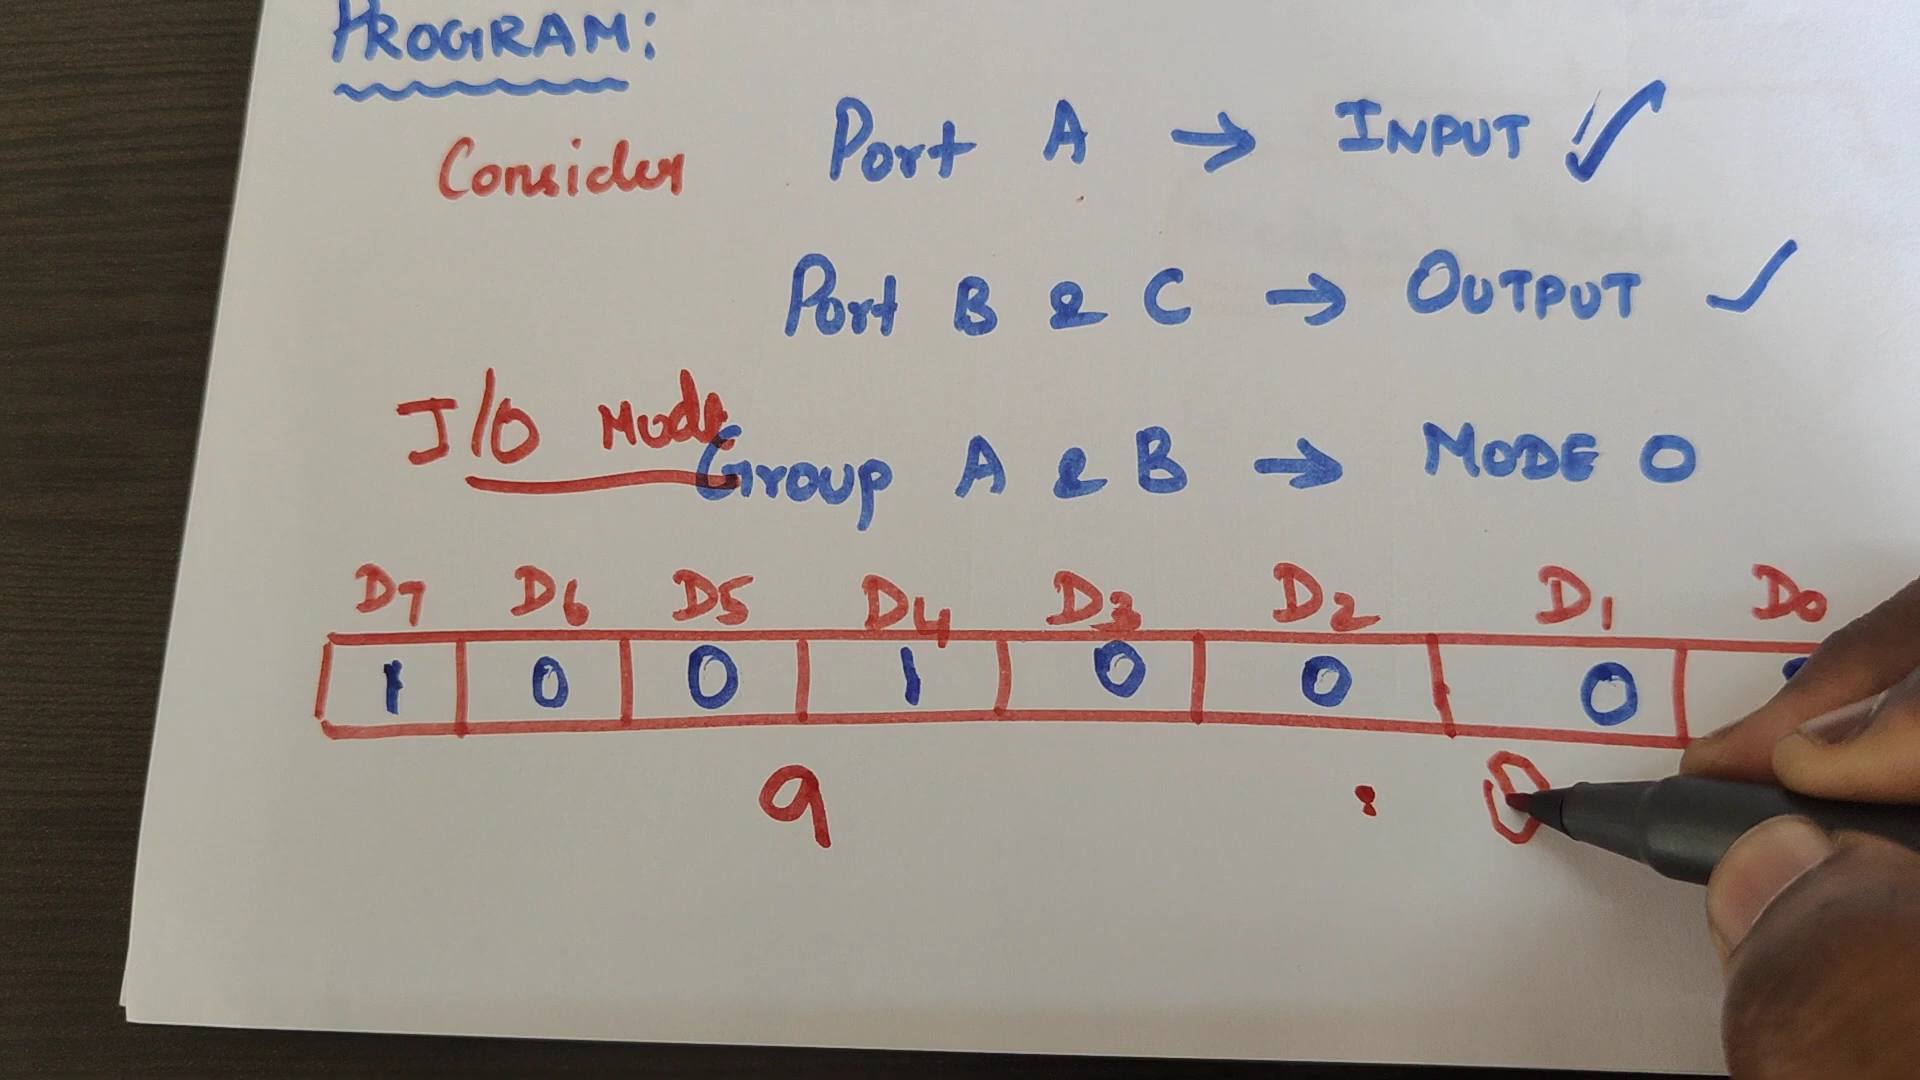 PROGRAM:
Consider Port A → INPUT ✓
Port B & C → OUTPUT ✓
I/O Mode
Group A & B → MODE 0
D7 D6 D5 D4 D3 D2 D1 D0
1 0 0 1 0 0 0
9 : 0